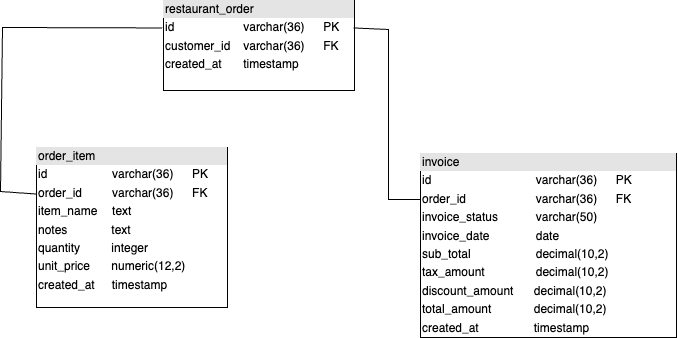 restaurant_order
id varchar(36) PK
customer_id varchar(36) FK
created_at timestamp
order_item
id varchar(36) PK
order_id varchar(36) FK
item_name text
notes text
quantity integer
unit_price numeric(12,2)
created_at timestamp
invoice
id varchar(36) PK
order_id varchar(36) FK
invoice_status varchar(50)
invoice_date date
sub_total decimal(10,2)
tax_amount decimal(10,2)
discount_amount decimal(10,2)
total_amount decimal(10,2)
created_at timestamp